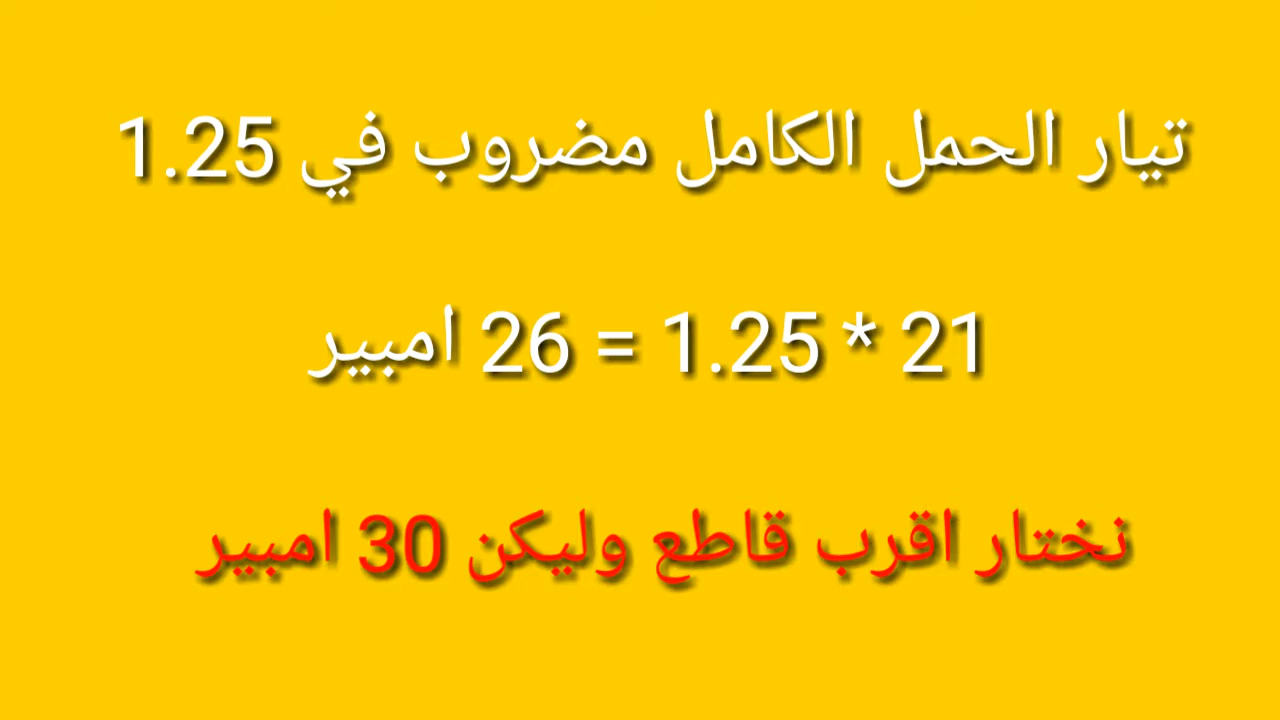 تيار الحمل الكامل مضروب في 1.25
21 * 1.25 = 26 امبير
نختار اقرب قاطع وليكن 30 امبير